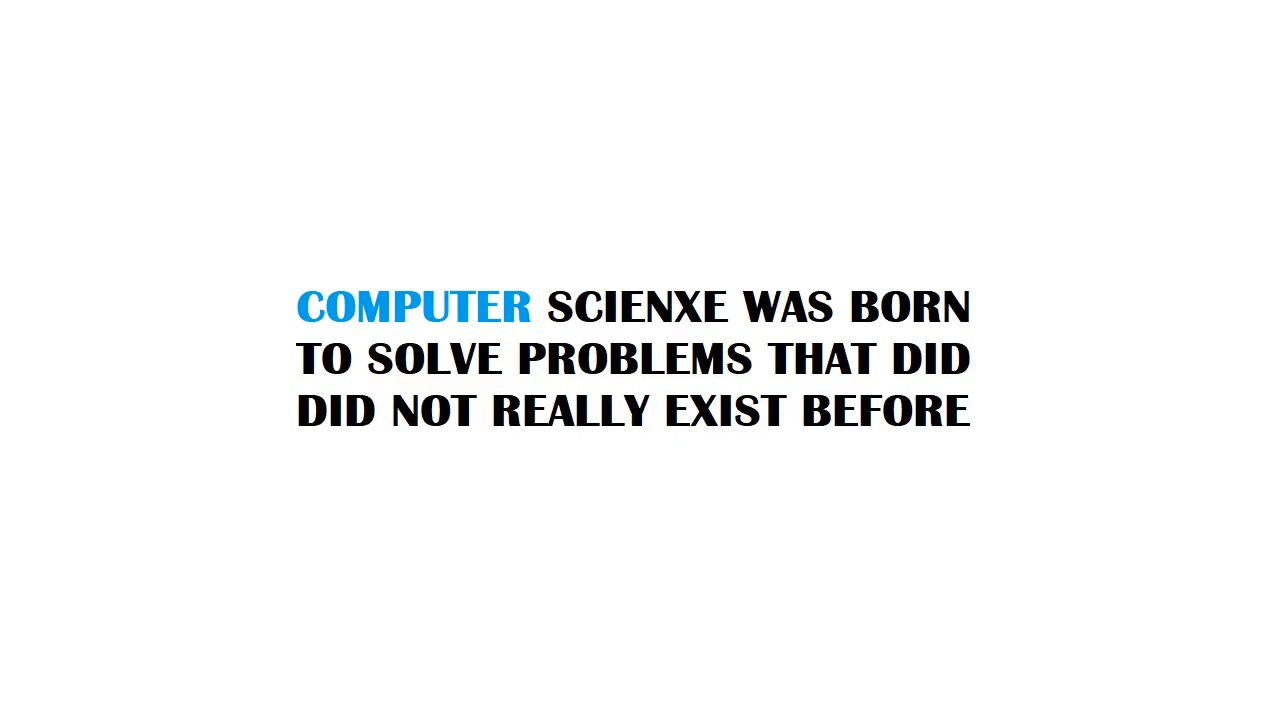 COMPUTER SCIENXE WAS BORN
TO SOLVE PROBLEMS THAT DID
DID NOT REALLY EXIST BEFORE